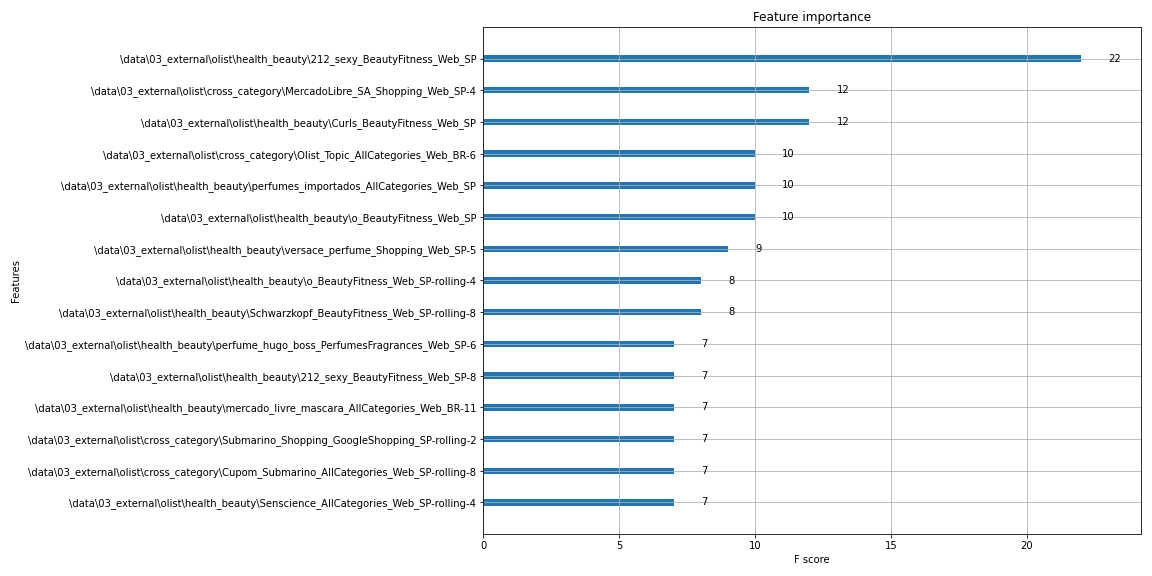 Feature importance
\data\03_external\olist\health_beauty\212_sexy_BeautyFitness_Web_SP
22
\data\03_external\olist\cross_category\MercadoLibre_SA_Shopping_Web_SP-4
12
\data\03_external\olist\health_beauty\Curls_BeautyFitness_Web_SP
12
\data\03_external\olist\cross_category\Olist_Topic_AllCategories_Web_BR-6
10
\data\03_external\olist\health_beauty\perfumes_importados_AllCategories_Web_SP
10
\data\03_external\olist\health_beauty\o_BeautyFitness_Web_SP
10
\data\03_external\olist\health_beauty\versace_perfume_Shopping_Web_SP-5
9
\data\03_external\olist\health_beauty\o_BeautyFitness_Web_SP-rolling-4
8
\data\03_external\olist\health_beauty\Schwarzkopf_BeautyFitness_Web_SP-rolling-8
8
\data\03_external\olist\health_beauty\perfume_hugo_boss_PerfumesFragrances_Web_SP-6
7
\data\03_external\olist\health_beauty\212_sexy_BeautyFitness_Web_SP-8
7
\data\03_external\olist\health_beauty\mercado_livre_mascara_AllCategories_Web_BR-11
7
\data\03_external\olist\cross_category\Submarino_Shopping_GoogleShopping_SP-rolling-2
7
\data\03_external\olist\cross_category\Cupom_Submarino_AllCategories_Web_SP-rolling-8
7
\data\03_external\olist\health_beauty\Senscience_AllCategories_Web_SP-rolling-4
7
Features
0 5 10 15 20
F score